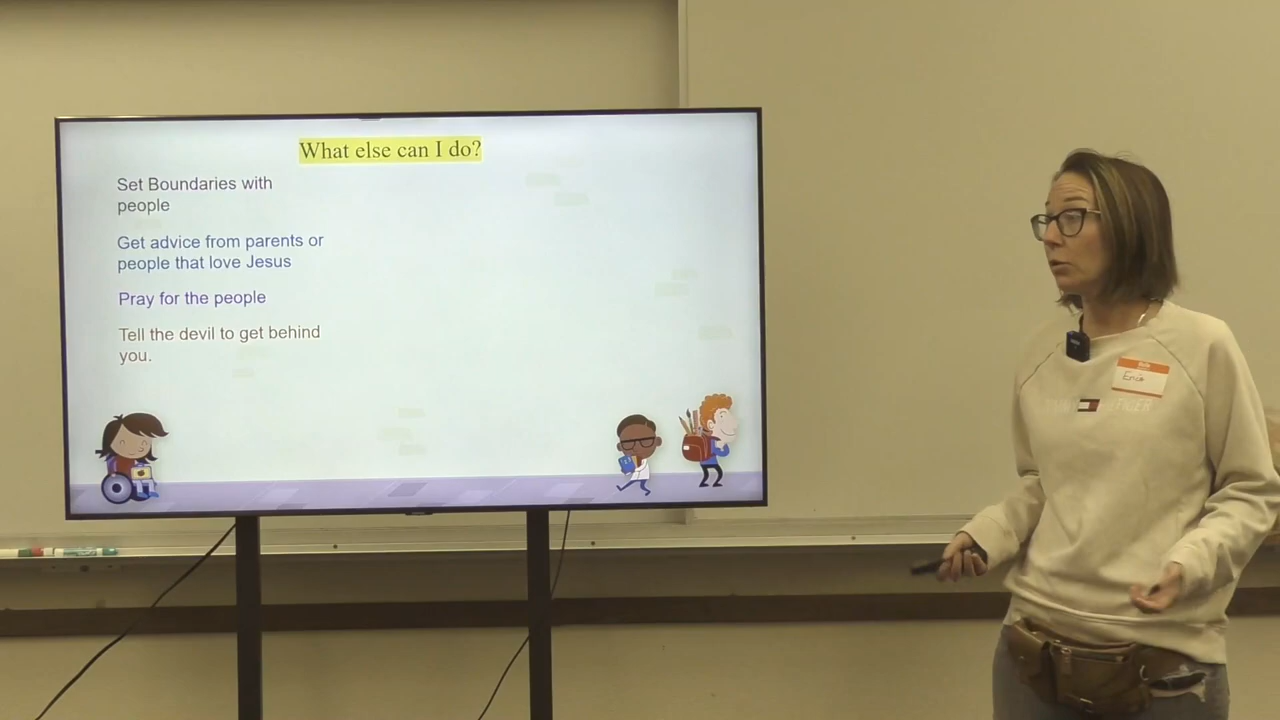 What else can I do?
Set Boundaries with
people
Get advice from parents or
people that love Jesus
Pray for the people
Tell the devil to get behind
you.